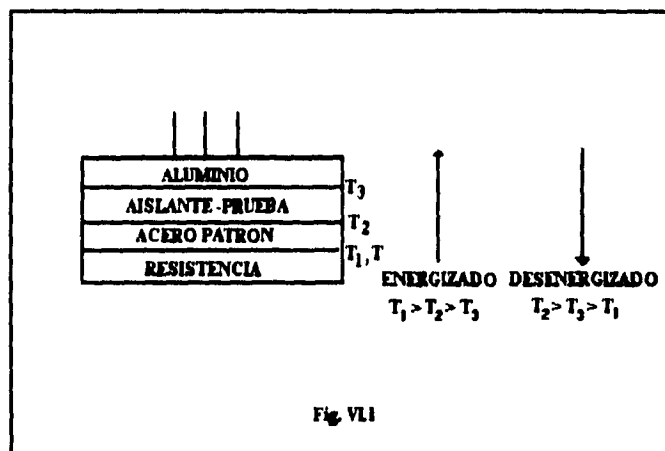 ALUMINIO
T3
AISLANTE-PRUEBA
T2
ACERO PATRON
T1, T
RESISTENCIA
ENERGIZADO DESENERGIZADO
T1 > T2 > T3 T2 > T3 > T1
Fig. VI.1